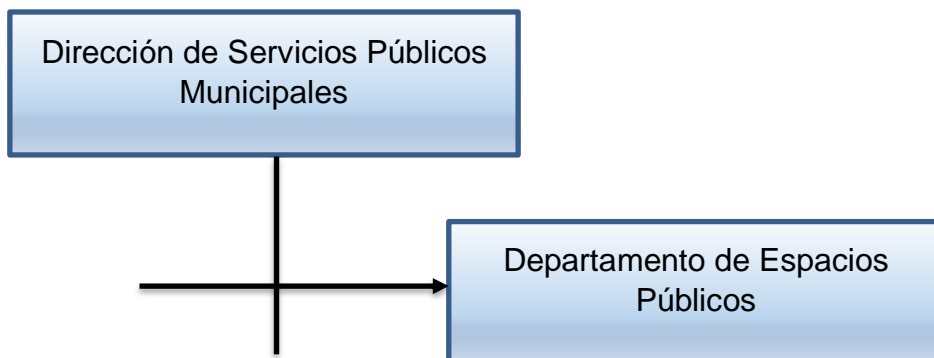 Dirección de Servicios Públicos
Municipales
Departamento de Espacios
Públicos